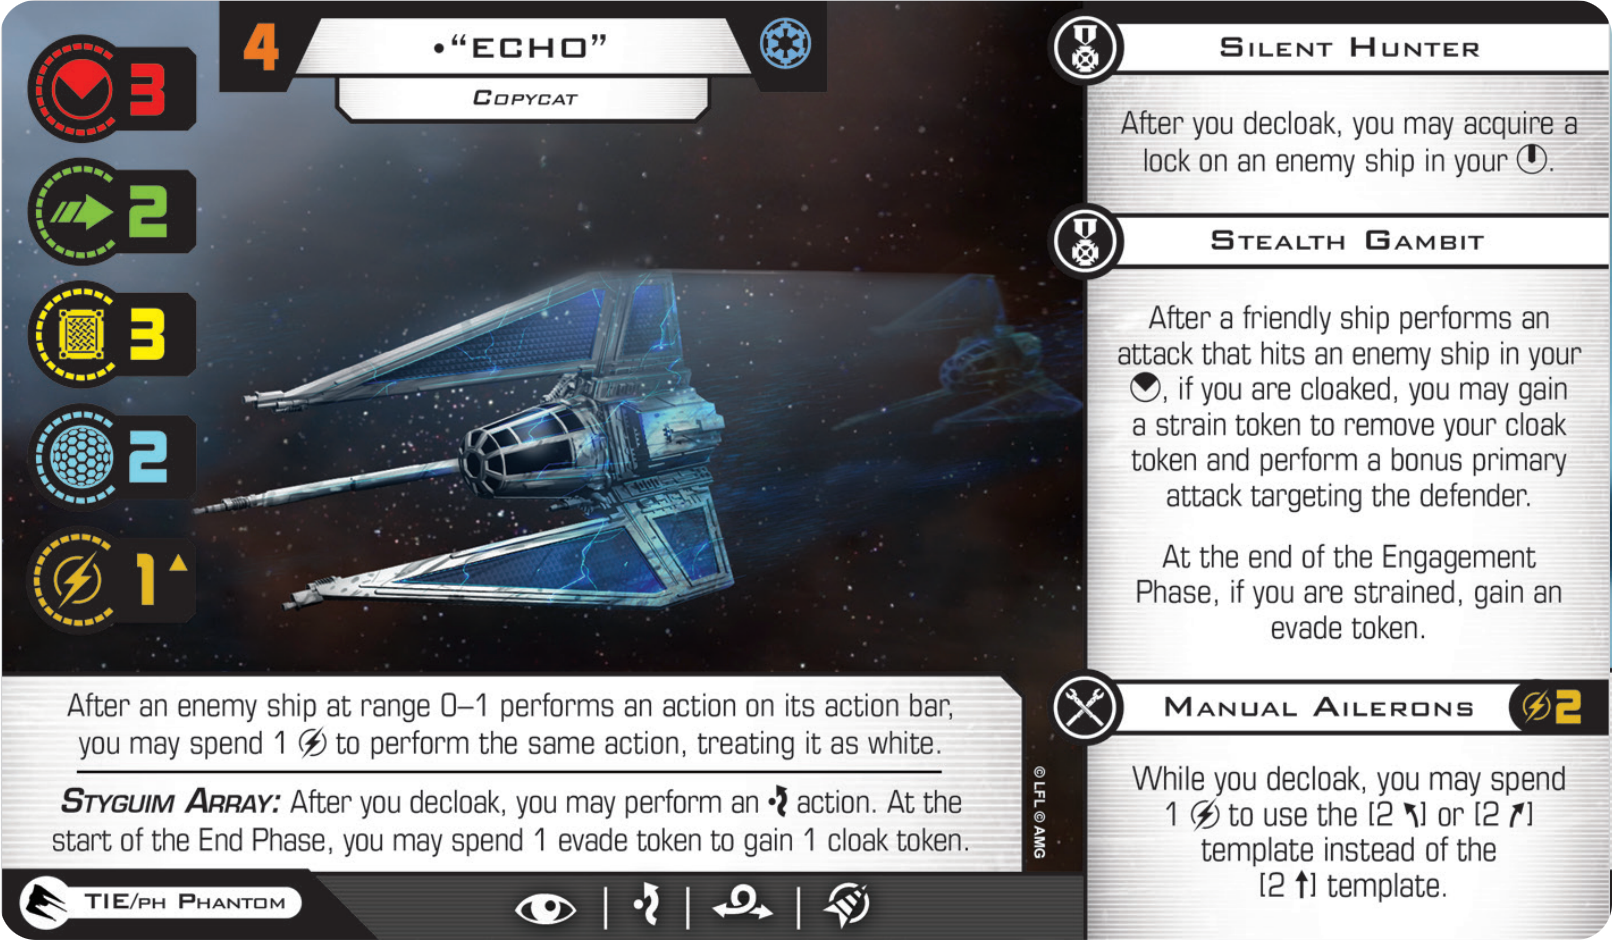 4
•“ECHO”
COPYCAT
3
2
3
2
1
After an enemy ship at range 0–1 performs an action on its action bar,
you may spend 1 to perform the same action, treating it as white.
STYGUIM ARRAY: After you decloak, you may perform an action. At the
start of the End Phase, you may spend 1 evade token to gain 1 cloak token.
© LFL © AMG
TIE/PH PHANTOM
SILENT HUNTER
After you decloak, you may acquire a
lock on an enemy ship in your .
STEALTH GAMBIT
After a friendly ship performs an
attack that hits an enemy ship in your
, if you are cloaked, you may gain
a strain token to remove your cloak
token and perform a bonus primary
attack targeting the defender.
At the end of the Engagement
Phase, if you are strained, gain an
evade token.
MANUAL AILERONS 2
While you decloak, you may spend
1 to use the [2 ] or [2 ]
template instead of the
[2 ] template.